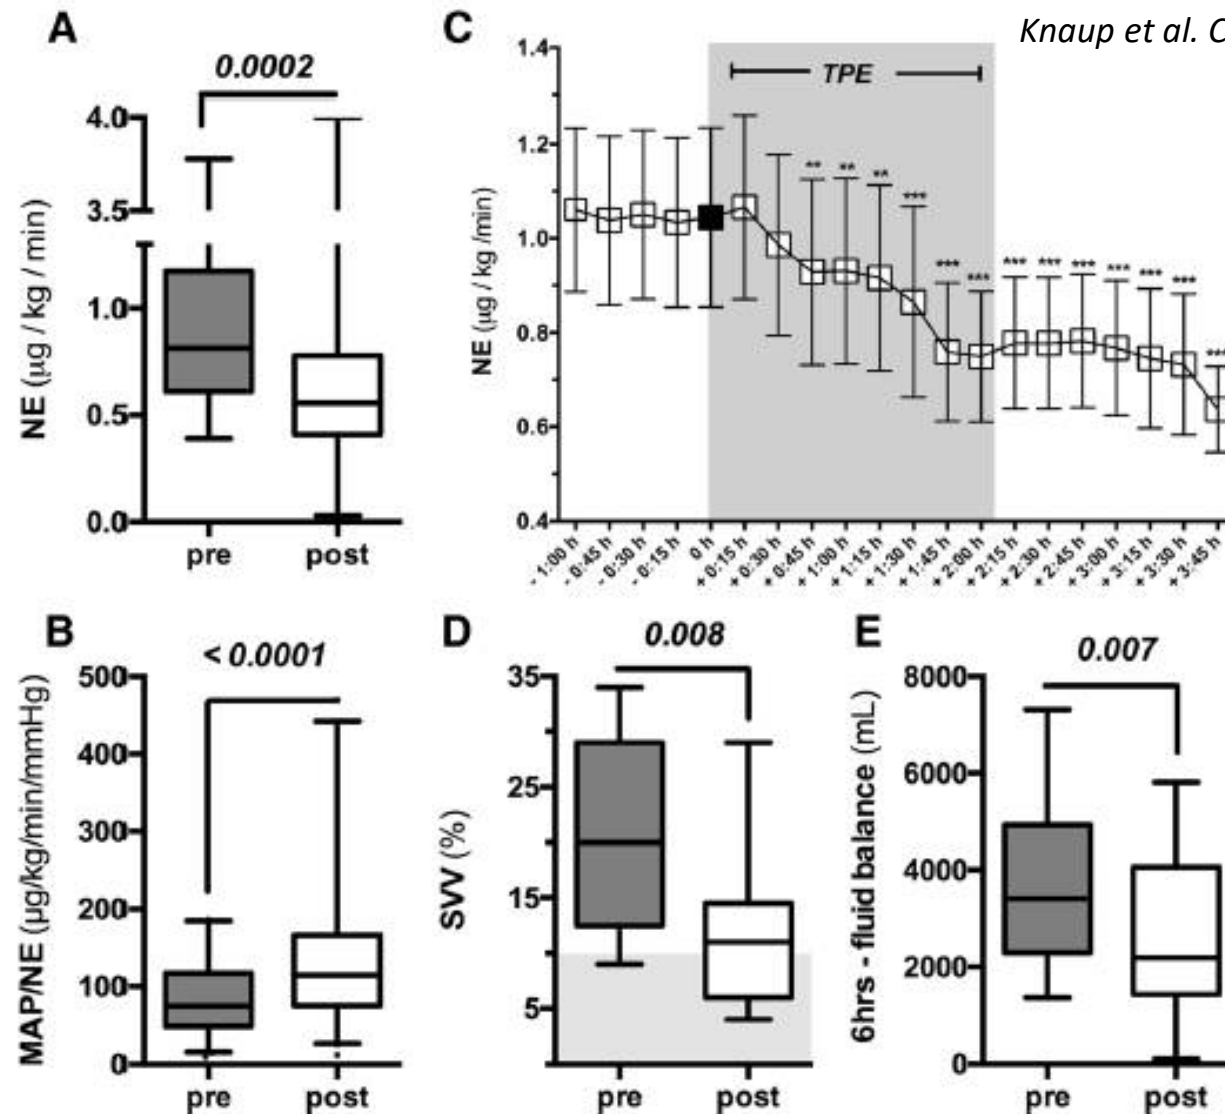 A
0.0002
NE (µg / kg / min)
4.0
3.5
1.0
0.5
0.0
pre post
C
Knaup et al. C
TPE
NE (µg / kg /min)
1.4
1.2
1.0
0.8
0.6
0.4
** ** ** *** *** *** *** *** *** *** *** *** ***
- 1:00 h
- 0:45 h
- 0:30 h
- 0:15 h
0 h
+ 0:15 h
+ 0:30 h
+ 0:45 h
+ 1:00 h
+ 1:15 h
+ 1:30 h
+ 1:45 h
+ 2:00 h
+ 2:15 h
+ 2:30 h
+ 2:45 h
+ 3:00 h
+ 3:15 h
+ 3:30 h
+ 3:45 h
B
< 0.0001
MAP/NE (µg/kg/min/mmHg)
500
400
300
200
100
0
pre post
D
0.008
SVV (%)
35
25
15
5
pre post
E
0.007
6hrs - fluid balance (mL)
8000
6000
4000
2000
0
pre post